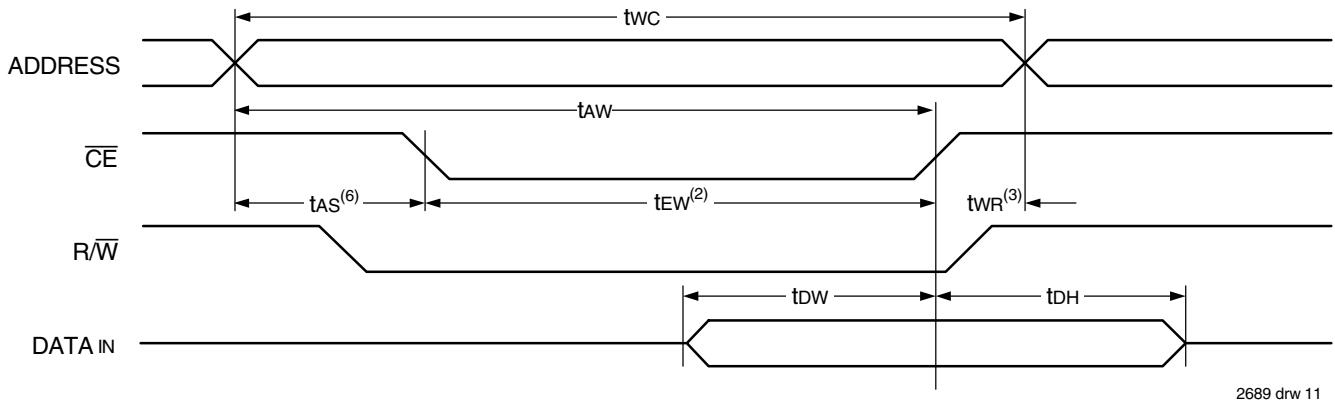 tWC
ADDRESS
tAW
CE
tAS(6) tEW(2) tWR(3)
R/W
tDW tDH
DATA IN
2689 drw 11